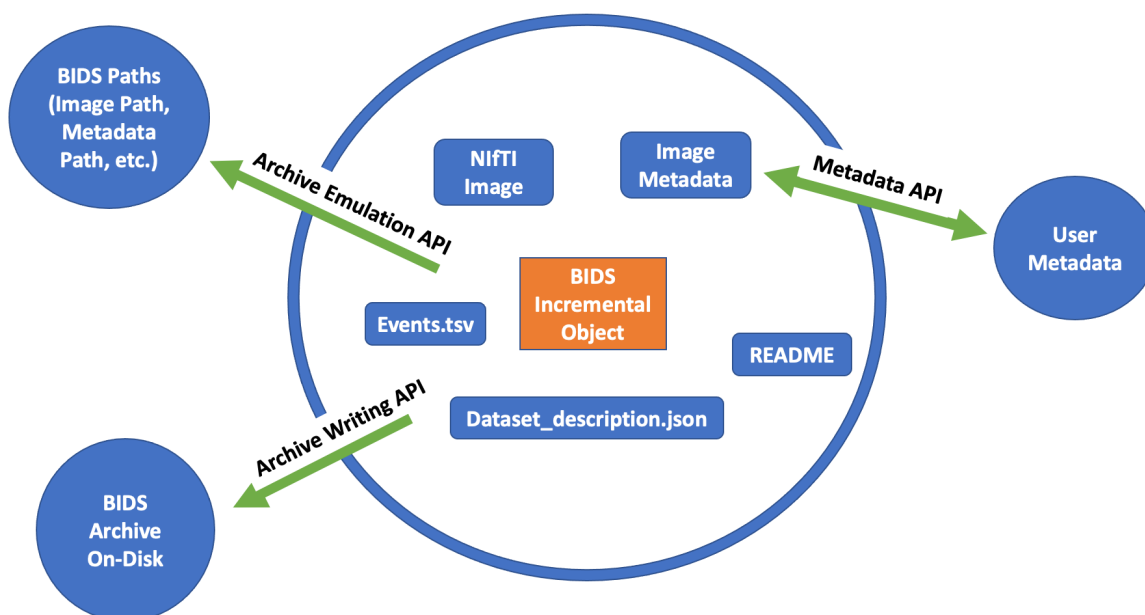 BIDS Paths
(Image Path,
Metadata
Path, etc.)
Archive Emulation API
NIfTI
Image
Image
Metadata
Metadata API
User
Metadata
BIDS
Incremental
Object
Events.tsv
README
Dataset_description.json
Archive Writing API
BIDS
Archive
On-Disk